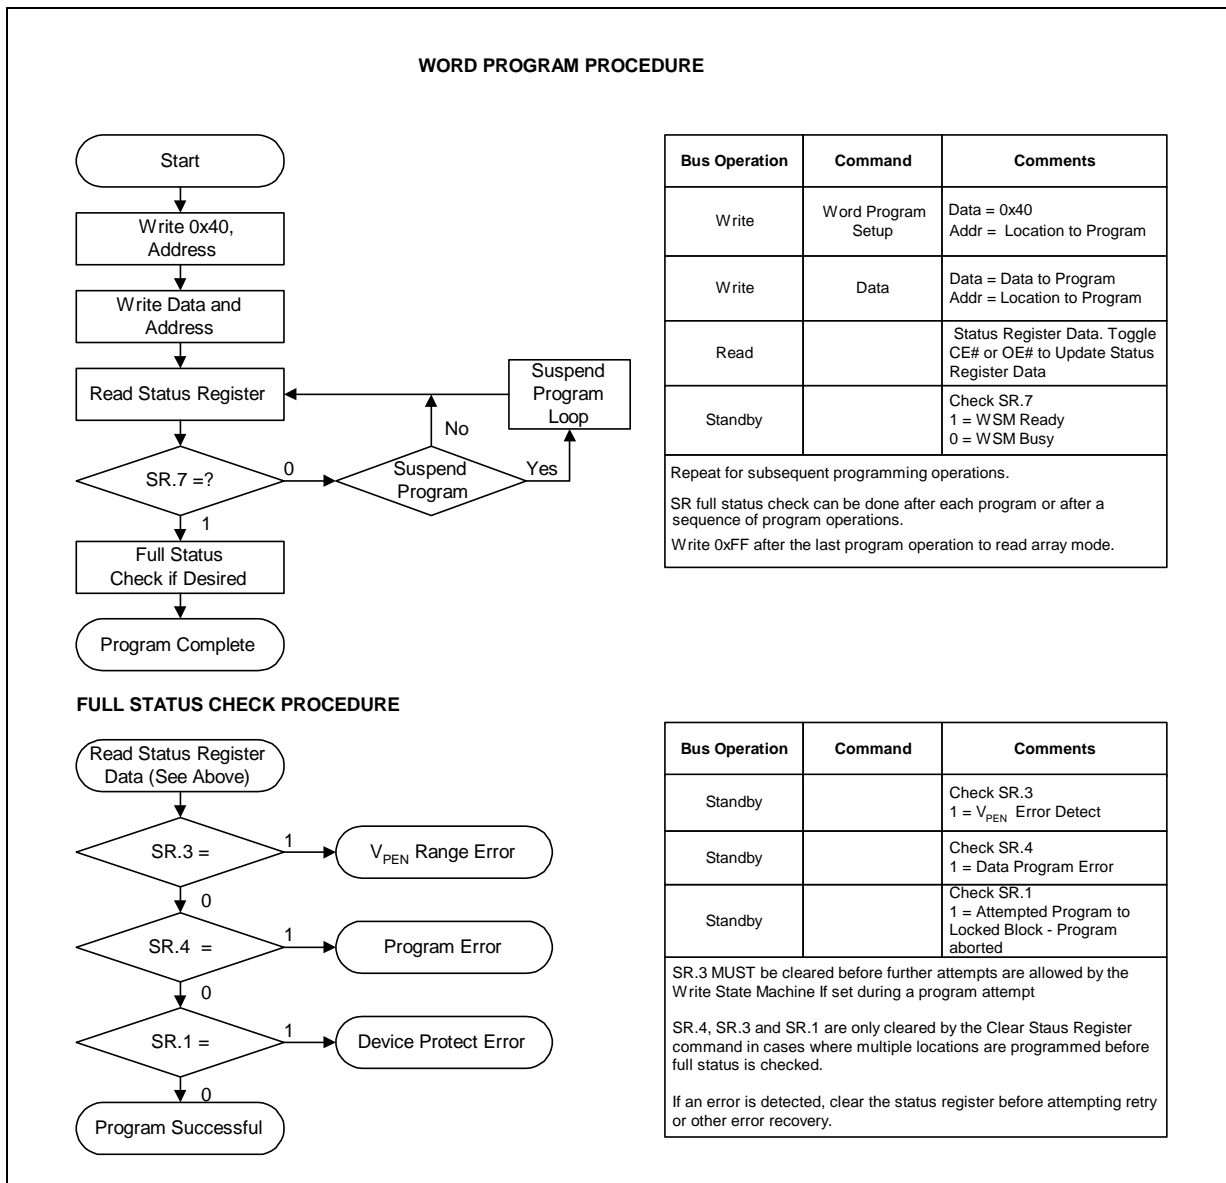 WORD PROGRAM PROCEDURE
Start
Write 0x40,
Address
Write Data and
Address
Read Status Register
Suspend
Program
Loop
No
SR.7 =?
0
Suspend
Program
Yes
1
Full Status
Check if Desired
Program Complete
Bus Operation Command Comments
Write
Word Program
Setup
Data = 0x40
Addr = Location to Program
Write
Data
Data = Data to Program
Addr = Location to Program
Read
Status Register Data. Toggle
CE# or OE# to Update Status
Register Data
Standby
Check SR.7
1 = WSM Ready
0 = WSM Busy
Repeat for subsequent programming operations.
SR full status check can be done after each program or after a
sequence of program operations.
Write 0xFF after the last program operation to read array mode.
FULL STATUS CHECK PROCEDURE
Read Status Register
Data (See Above)
SR.3 =
1
VPEN Range Error
0
SR.4 =
1
Program Error
0
SR.1 =
1
Device Protect Error
0
Program Successful
Bus Operation Command Comments
Standby
Check SR.3
1 = VPEN Error Detect
Standby
Check SR.4
1 = Data Program Error
Standby
Check SR.1
1 = Attempted Program to
Locked Block - Program
aborted
SR.3 MUST be cleared before further attempts are allowed by the
Write State Machine If set during a program attempt
SR.4, SR.3 and SR.1 are only cleared by the Clear Staus Register
command in cases where multiple locations are programmed before
full status is checked.
If an error is detected, clear the status register before attempting retry
or other error recovery.